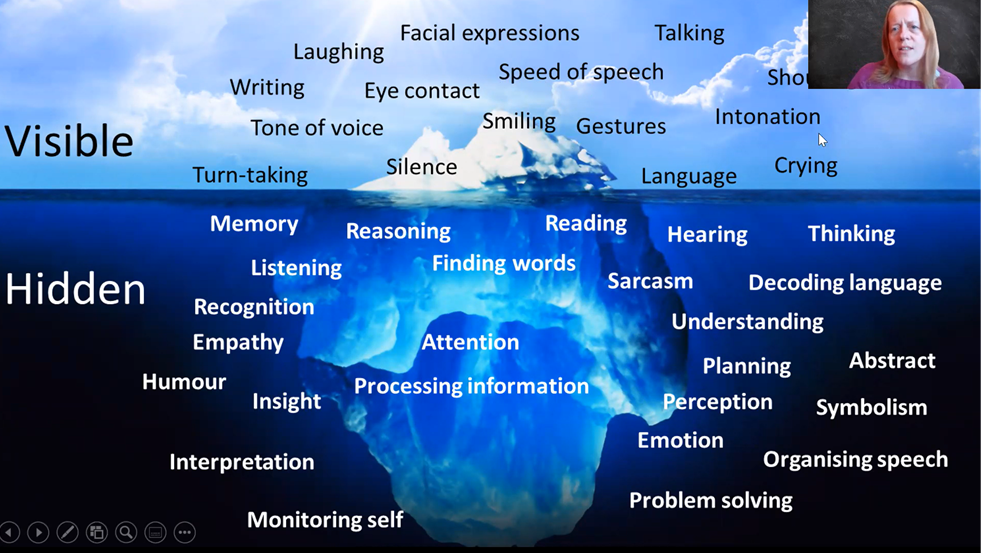 Facial expressions
Talking
Laughing
Speed of speech
Writing
Eye contact
Intonation
Tone of voice
Smiling
Gestures
Visible
Silence
Crying
Turn-taking
Language
Memory
Reasoning
Reading
Hearing
Thinking
Listening
Finding words
Sarcasm
Decoding language
Hidden
Recognition
Understanding
Empathy
Attention
Planning
Abstract
Humour
Processing information
Insight
Perception
Symbolism
Emotion
Interpretation
Organising speech
Problem solving
Monitoring self